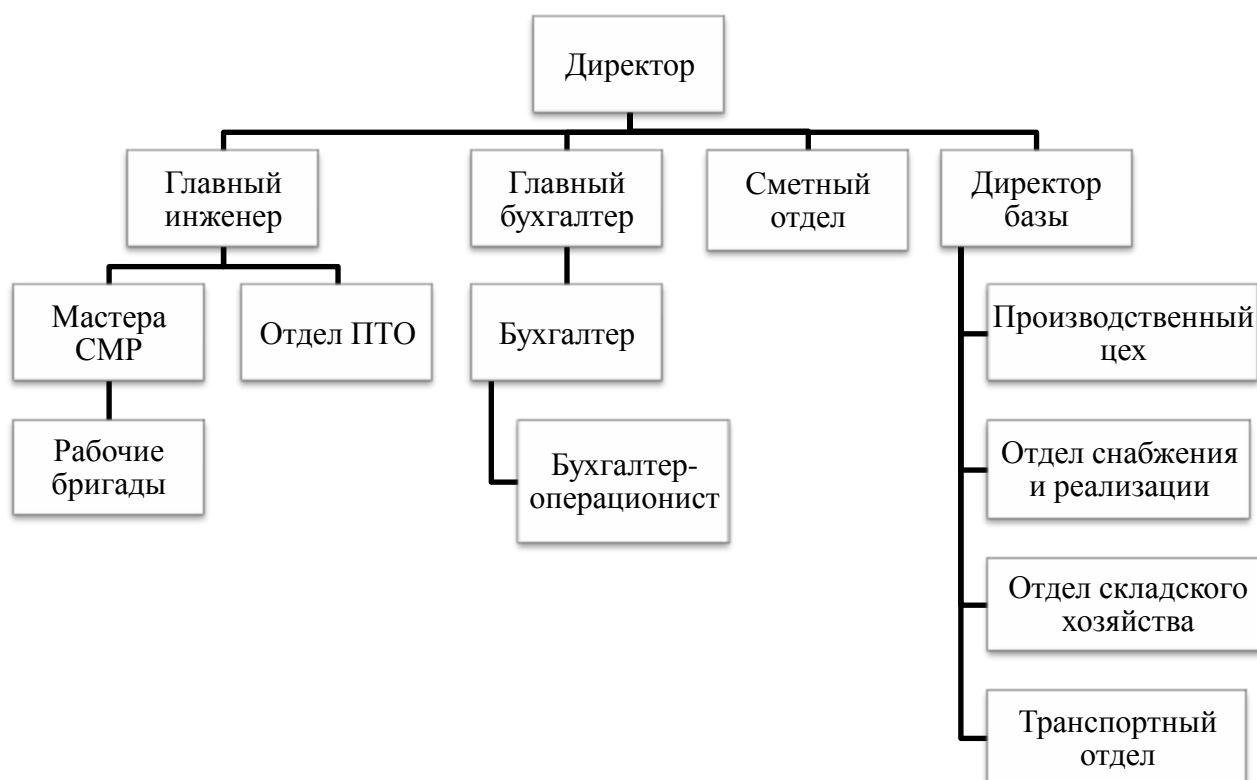 Директор
Главный
инженер
Главный
бухгалтер
Сметный
отдел
Директор
базы
Мастера
СМР
Отдел ПТО
Бухгалтер
Производственный
цех
Рабочие
бригады
Бухгалтер-
операционист
Отдел снабжения
и реализации
Отдел складского
хозяйства
Транспортный
отдел